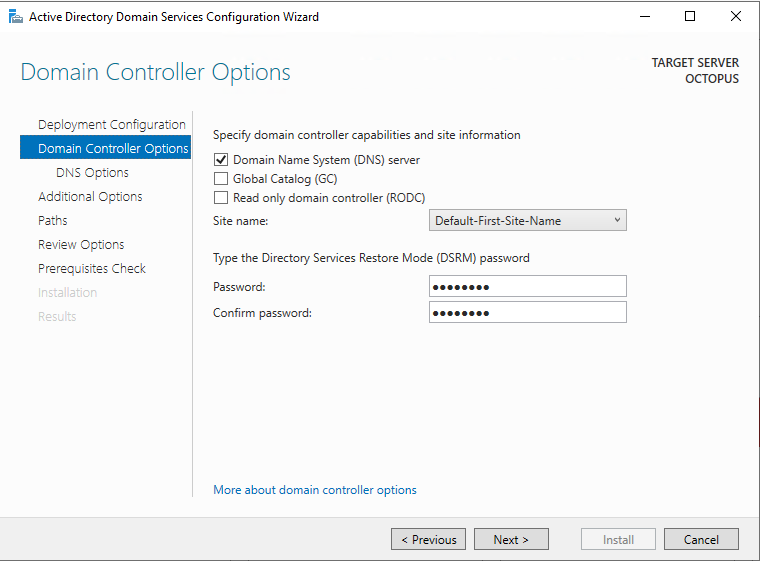 Active Directory Domain Services Configuration Wizard
Domain Controller Options
TARGET SERVER
OCTOPUS
Deployment Configuration
Domain Controller Options
DNS Options
Additional Options
Paths
Review Options
Prerequisites Check
Installation
Results
Specify domain controller capabilities and site information
Domain Name System (DNS) server
Global Catalog (GC)
Read only domain controller (RODC)
Site name: Default-First-Site-Name
Type the Directory Services Restore Mode (DSRM) password
Password: ●●●●●●●●
Confirm password: ●●●●●●●●
More about domain controller options
< Previous Next > Install Cancel